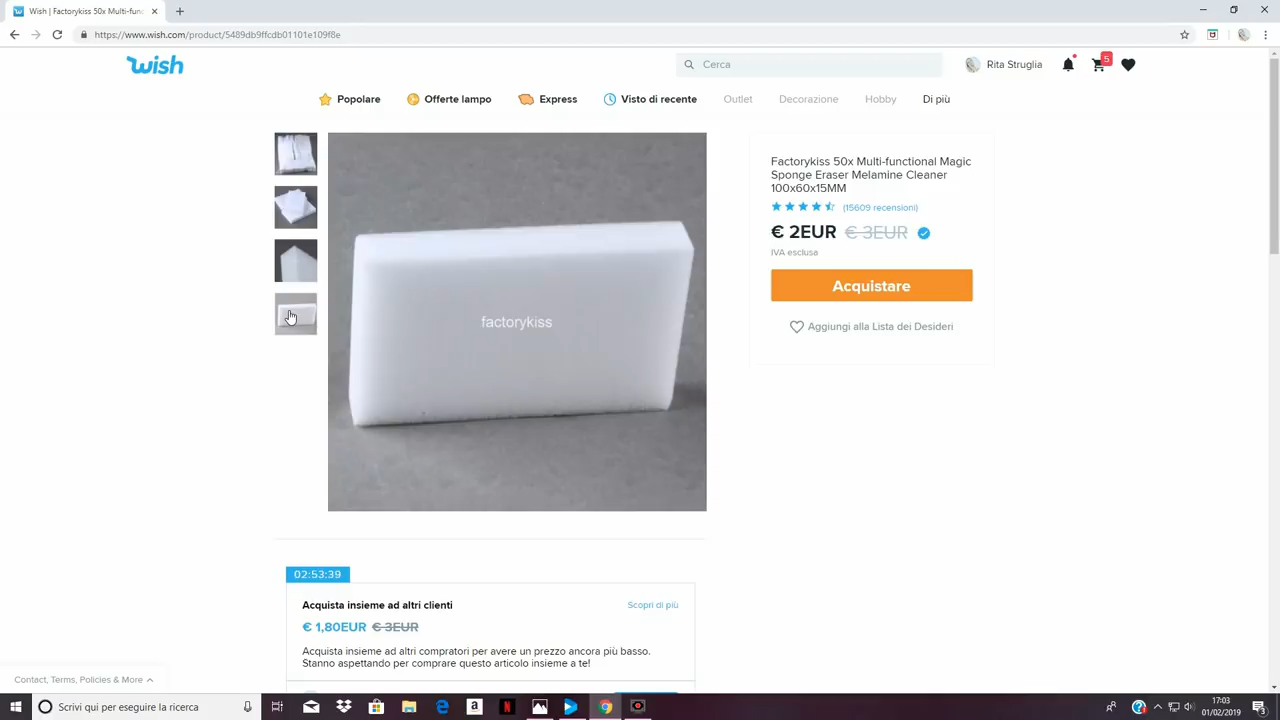 Wish | Factorykiss 50x Multi-func
https://www.wish.com/product/5489db9ffcdb01101e109f8e
wish
Cerca
Rita Struglia
5
Popolare
Offerte lampo
Express
Visto di recente
Outlet
Decorazione
Hobby
Di più
factorykiss
Factorykiss 50x Multi-functional Magic
Sponge Eraser Melamine Cleaner
100x60x15MM
(15609 recensioni)
€ 2EUR € 3EUR
IVA esclusa
Acquistare
Aggiungi alla Lista dei Desideri
02:53:39
Acquista insieme ad altri clienti
Scopri di più
€ 1,80EUR € 3EUR
Acquista insieme ad altri compratori per avere un prezzo ancora più basso.
Stanno aspettando per comprare questo articolo insieme a te!
Contact, Terms, Policies & More
Scrivi qui per eseguire la ricerca
17:03
01/02/2019